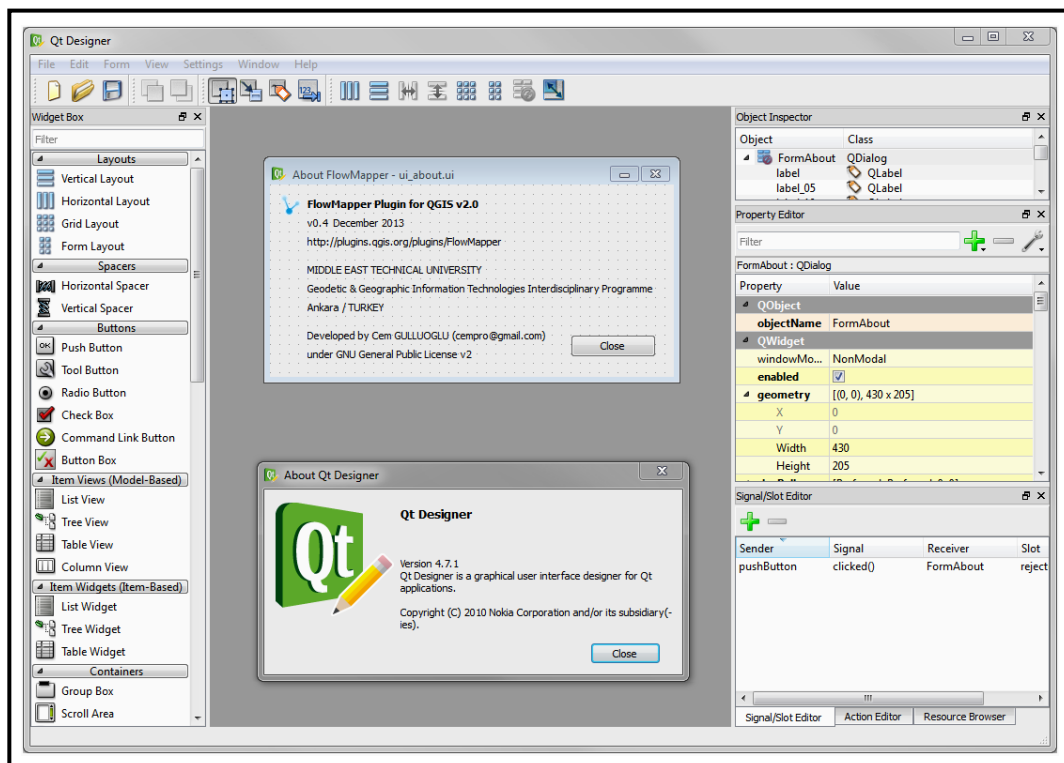 Qt Designer
File Edit Form View Settings Window Help
Widget Box
Filter
Layouts
Vertical Layout
Horizontal Layout
Grid Layout
Form Layout
Spacers
Horizontal Spacer
Vertical Spacer
Buttons
OK
Push Button
Tool Button
Radio Button
Check Box
Command Link Button
Button Box
Item Views (Model-Based)
List View
Tree View
Table View
Column View
Item Widgets (Item-Based)
List Widget
Tree Widget
Table Widget
Containers
Group Box
Scroll Area
About FlowMapper - ui_about.ui
FlowMapper Plugin for QGIS v2.0
v0.4 December 2013
http://plugins.qgis.org/plugins/FlowMapper
MIDDLE EAST TECHNICAL UNIVERSITY
Geodetic & Geographic Information Technologies Interdisciplinary Programme
Ankara / TURKEY
Developed by Cem GULLUOGLU (cempro@gmail.com)
under GNU General Public License v2
Close
About Qt Designer
Qt
Qt Designer
Version 4.7.1
Qt Designer is a graphical user interface designer for Qt
applications.
Copyright (C) 2010 Nokia Corporation and/or its subsidiary(-
ies).
Close
Object Inspector
Object Class
FormAbout QDialog
label QLabel
label_05 QLabel
Property Editor
Filter
FormAbout : QDialog
Property Value
QObject
objectName FormAbout
QWidget
windowMo... NonModal
enabled
geometry [(0, 0), 430 x 205]
X 0
Y 0
Width 430
Height 205
Signal/Slot Editor
Sender Signal Receiver Slot
pushButton clicked() FormAbout reject
Signal/Slot Editor Action Editor Resource Browser